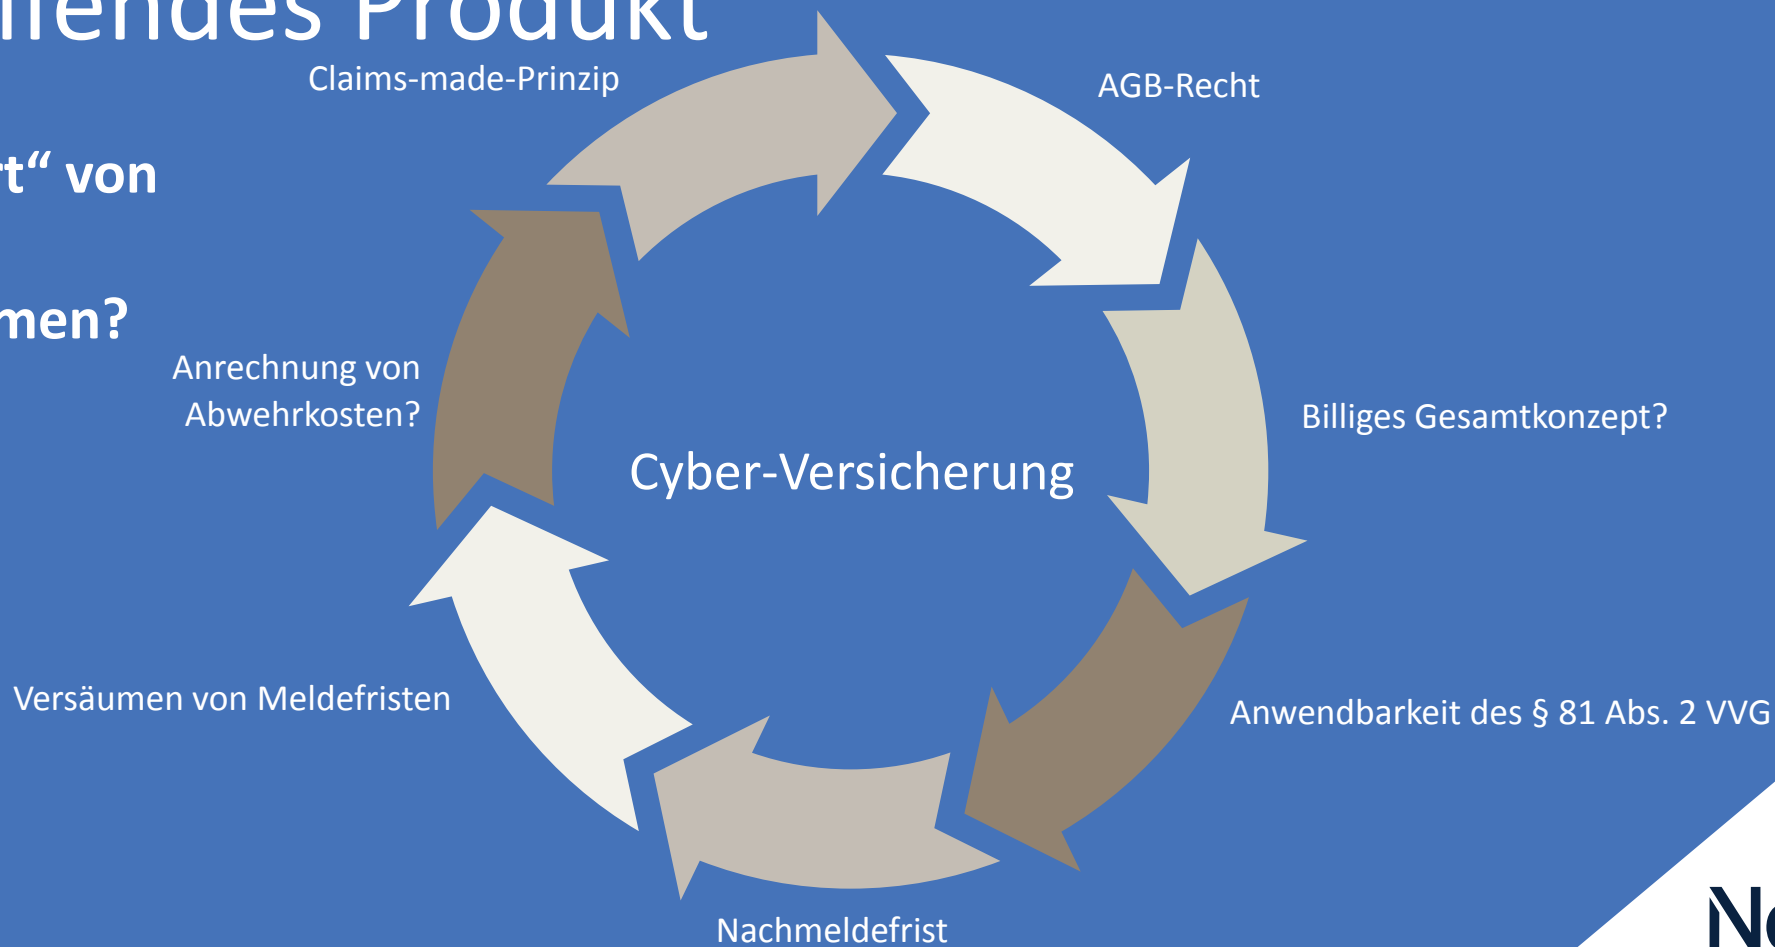 Produkt
Claims-made-Prinzip
AGB-Recht
von
Anrechnung von
Abwehrkosten?
Billiges Gesamtkonzept?
Cyber-Versicherung
Versäumen von Meldefristen
Anwendbarkeit des § 81 Abs. 2 VVG
Nachmeldefrist